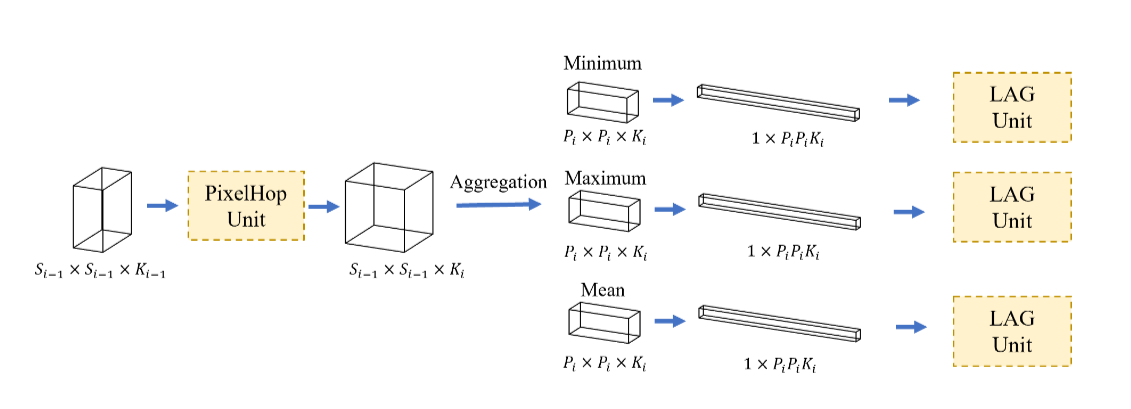 Minimum
P_i × P_i × K_i
1 × P_iP_iK_i
LAG
Unit
S_{i−1} × S_{i−1} × K_{i−1}
PixelHop
Unit
S_{i−1} × S_{i−1} × K_i
Aggregation
Maximum
P_i × P_i × K_i
1 × P_iP_iK_i
LAG
Unit
Mean
P_i × P_i × K_i
1 × P_iP_iK_i
LAG
Unit